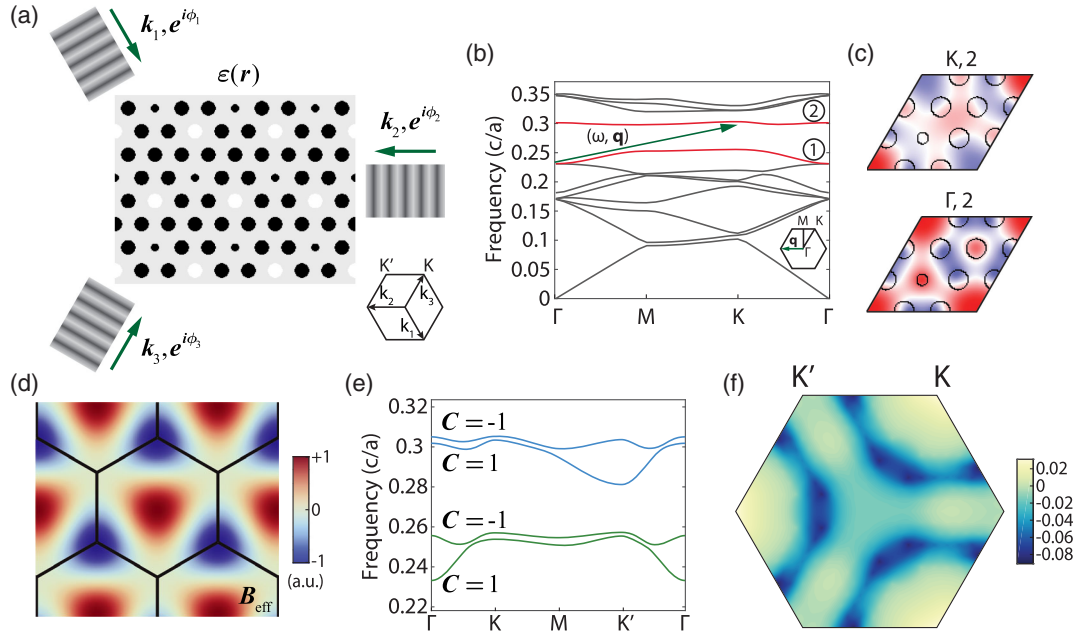 (a)
k₁, e^{iϕ₁}
ε(r)
k₂, e^{iϕ₂}
k₃, e^{iϕ₃}
K′ K
k₂ k₃
k₁
(b)
Frequency (c/a)
0.35
0.3
0.25
0.2
0.15
0.1
0.05
0
(ω, q)
②
①
M K
q
Γ
Γ M K Γ
(c)
K, 2
Γ, 2
(d)
+1
0
-1
(a.u.)
B_eff
(e)
Frequency (c/a)
0.32
0.3
0.28
0.26
0.24
0.22
C = -1
C = 1
C = -1
C = 1
Γ K M K′ Γ
(f)
K′ K
0.02
0
-0.02
-0.04
-0.06
-0.08